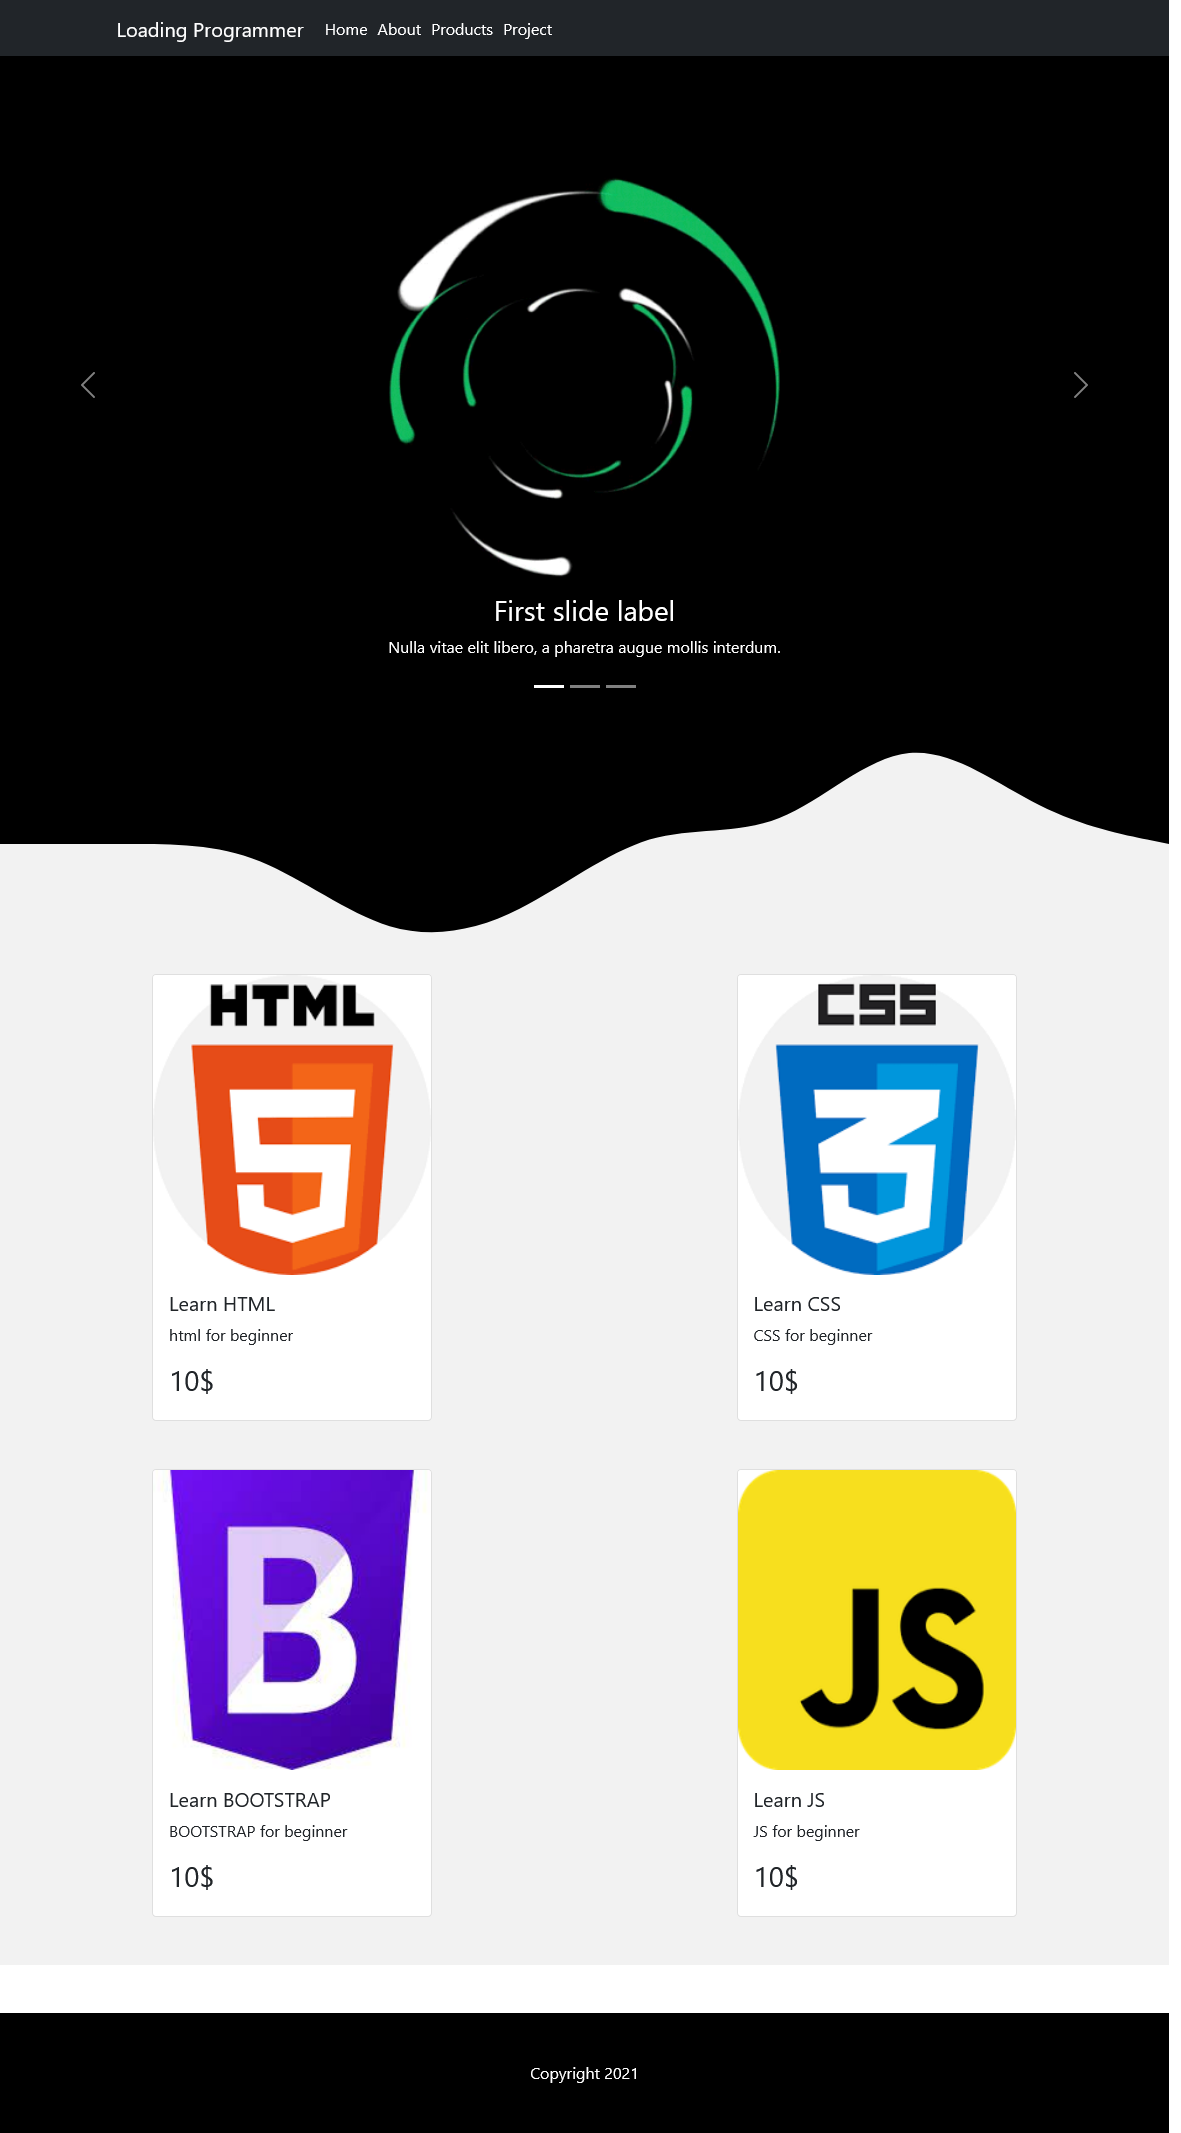 Loading Programmer Home About Products Project
First slide label
Nulla vitae elit libero, a pharetra augue mollis interdum.
HTML
5
Learn HTML
html for beginner
10$
CSS
3
Learn CSS
CSS for beginner
10$
B
Learn BOOTSTRAP
BOOTSTRAP for beginner
10$
JS
Learn JS
JS for beginner
10$
Copyright 2021